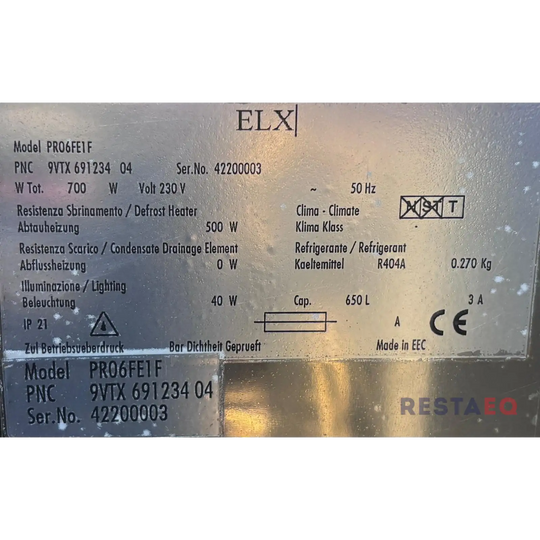 ELX
Model PR06FE1F
PNC 9VTX 691234 04 Ser.No. 42200003
W Tot. 700 W Volt 230 V ~ 50 Hz
Resistenza Sbrinamento / Defrost Heater Clima - Climate N ST T
Abtauheizung 500 W Klima Klass
Resistenza Scarico / Condensate Drainage Element Refrigerante / Refrigerant
Abflussheizung 0 W Kaeltemittel R404A 0.270 Kg
Illuminazione / Lighting
Beleuchtung 40 W Cap. 650 L 3 A
IP 21 A CE
Zul Betriebsueberdruck Bar Dichtheit Geprueft Made in EEC
Model PR06FE1F
PNC 9VTX 691234 04
Ser.No. 42200003
RESTAEQ